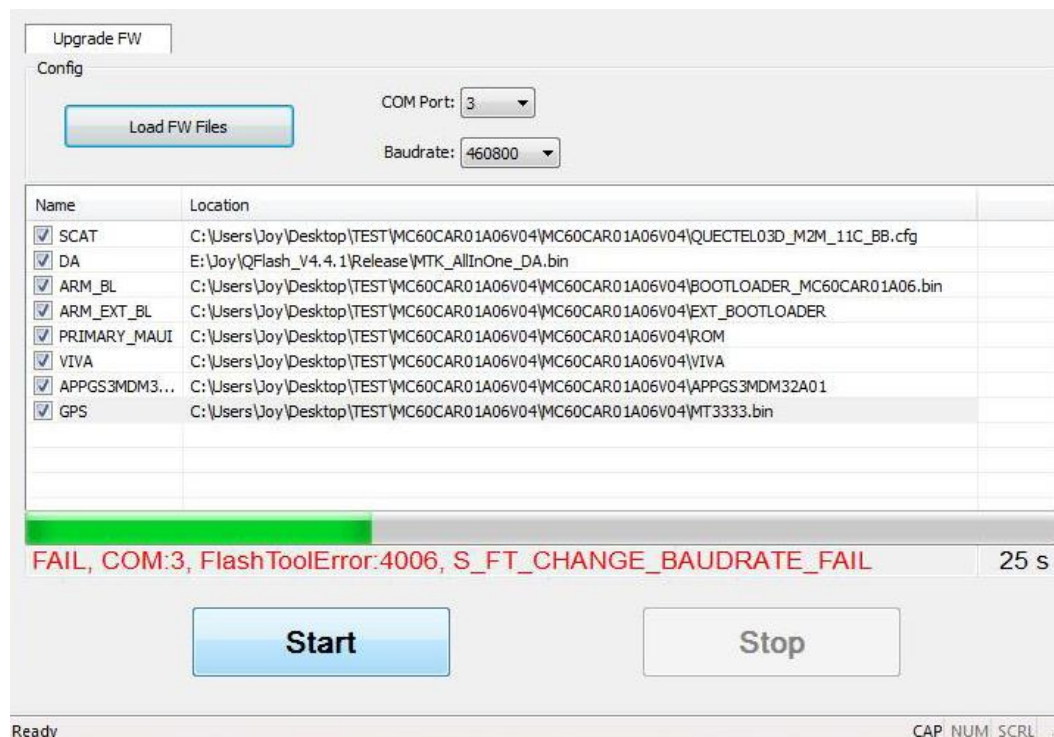 Upgrade FW
Config
Load FW Files
COM Port: 3
Baudrate: 460800
Name Location
SCAT C:\Users\Joy\Desktop\TEST\MC60CAR01A06V04\MC60CAR01A06V04\QUECTEL03D_M2M_11C_BB.cfg
DA E:\Joy\QFlash_V4.4.1\Release\MTK_AllInOne_DA.bin
ARM_BL C:\Users\Joy\Desktop\TEST\MC60CAR01A06V04\MC60CAR01A06V04\BOOTLOADER_MC60CAR01A06.bin
ARM_EXT_BL C:\Users\Joy\Desktop\TEST\MC60CAR01A06V04\MC60CAR01A06V04\EXT_BOOTLOADER
PRIMARY_MAUI C:\Users\Joy\Desktop\TEST\MC60CAR01A06V04\MC60CAR01A06V04\ROM
VIVA C:\Users\Joy\Desktop\TEST\MC60CAR01A06V04\MC60CAR01A06V04\VIVA
APPGS3MDM3... C:\Users\Joy\Desktop\TEST\MC60CAR01A06V04\MC60CAR01A06V04\APPGS3MDM32A01
GPS C:\Users\Joy\Desktop\TEST\MC60CAR01A06V04\MC60CAR01A06V04\MT3333.bin
FAIL, COM:3, FlashToolError:4006, S_FT_CHANGE_BAUDRATE_FAIL 25 s
Start Stop
Ready CAP NUM SCRL